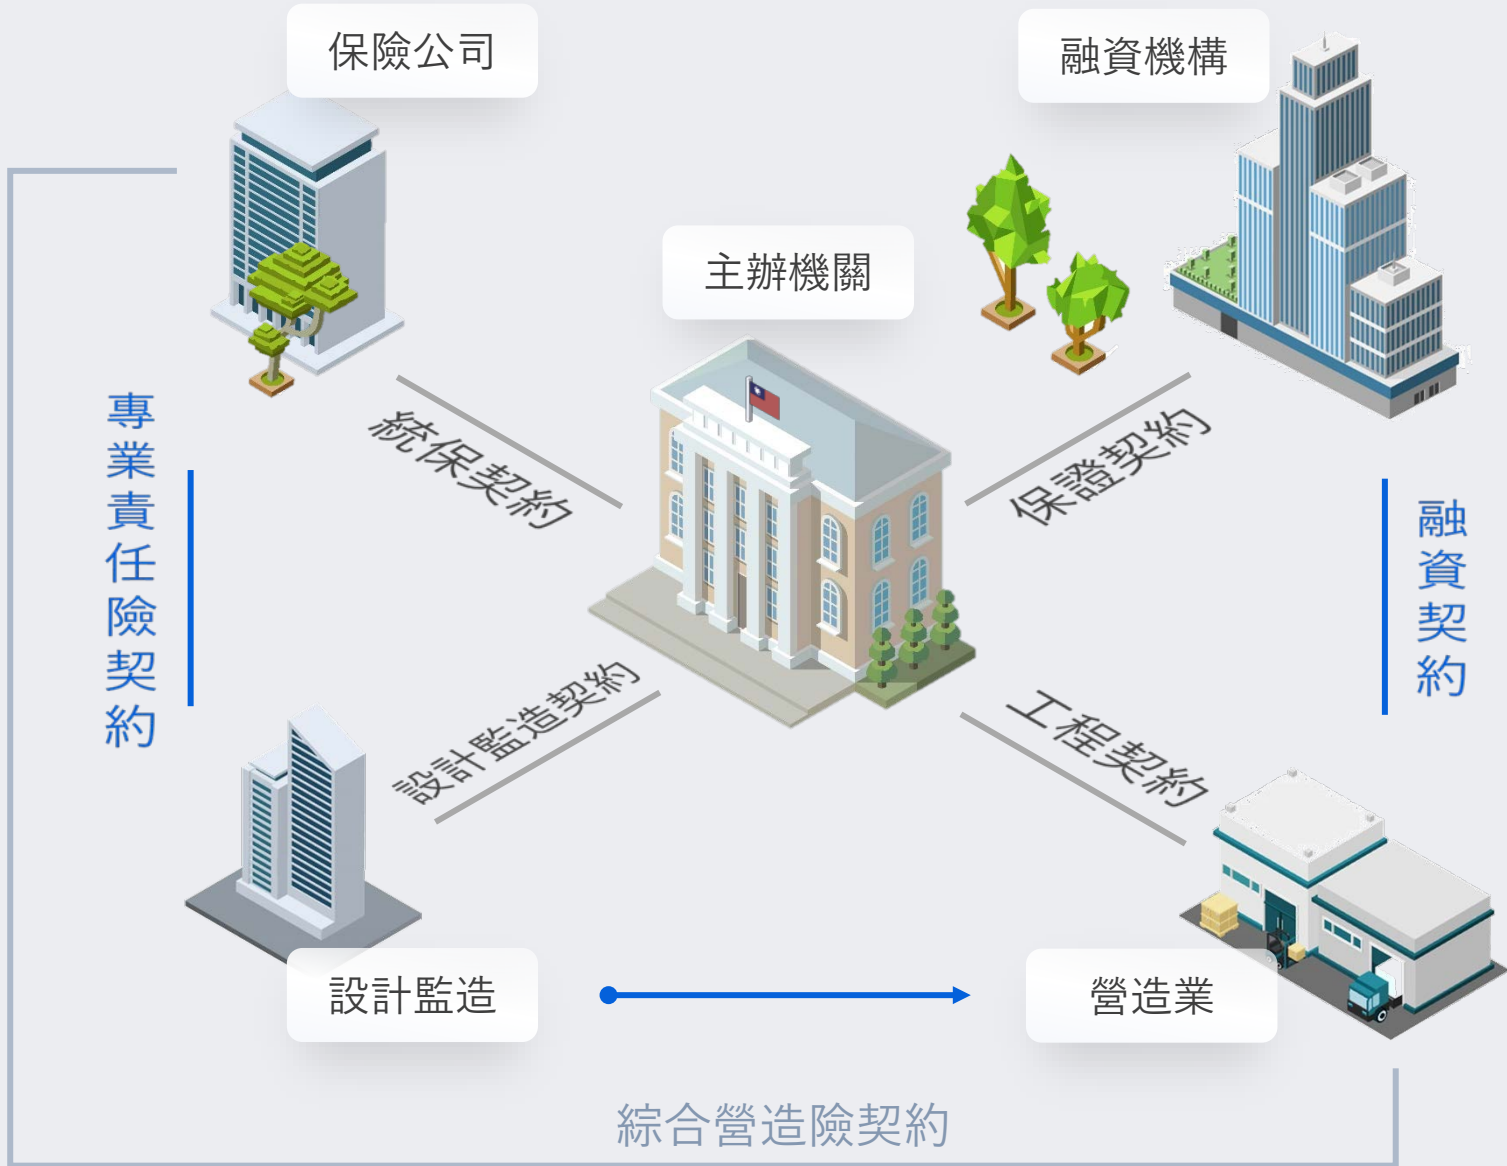 保險公司
融資機構
主辦機關
統保契約
保證契約
專業責任險契約
融資契約
設計監造契約
工程契約
設計監造
營造業
綜合營造險契約